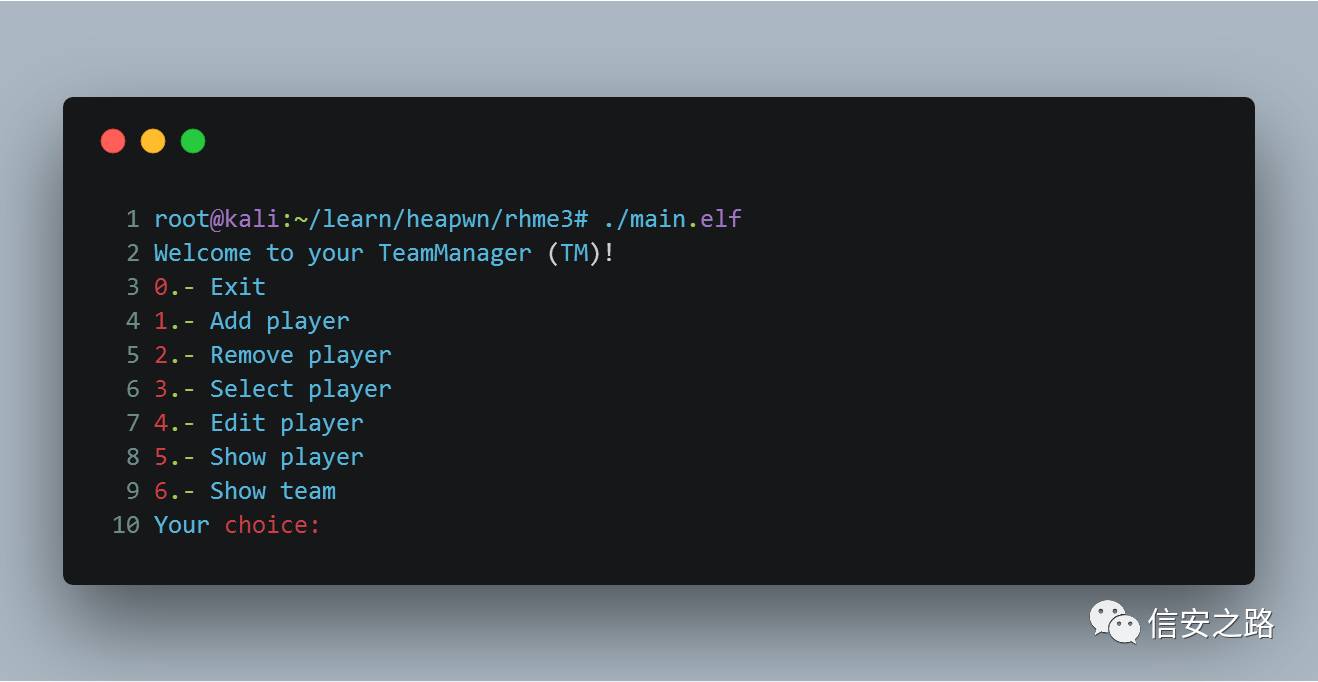 1 root@kali:~/learn/heapwn/rhme3# ./main.elf
2 Welcome to your TeamManager (TM)!
3 0.- Exit
4 1.- Add player
5 2.- Remove player
6 3.- Select player
7 4.- Edit player
8 5.- Show player
9 6.- Show team
10 Your choice:
信安之路